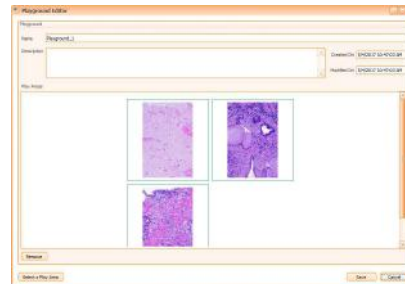 Playground Editor
Playground
Name
Playground_1
Description
Created On
Modified On
Play Areas
Remove
Select a Play Area
Save
Cancel